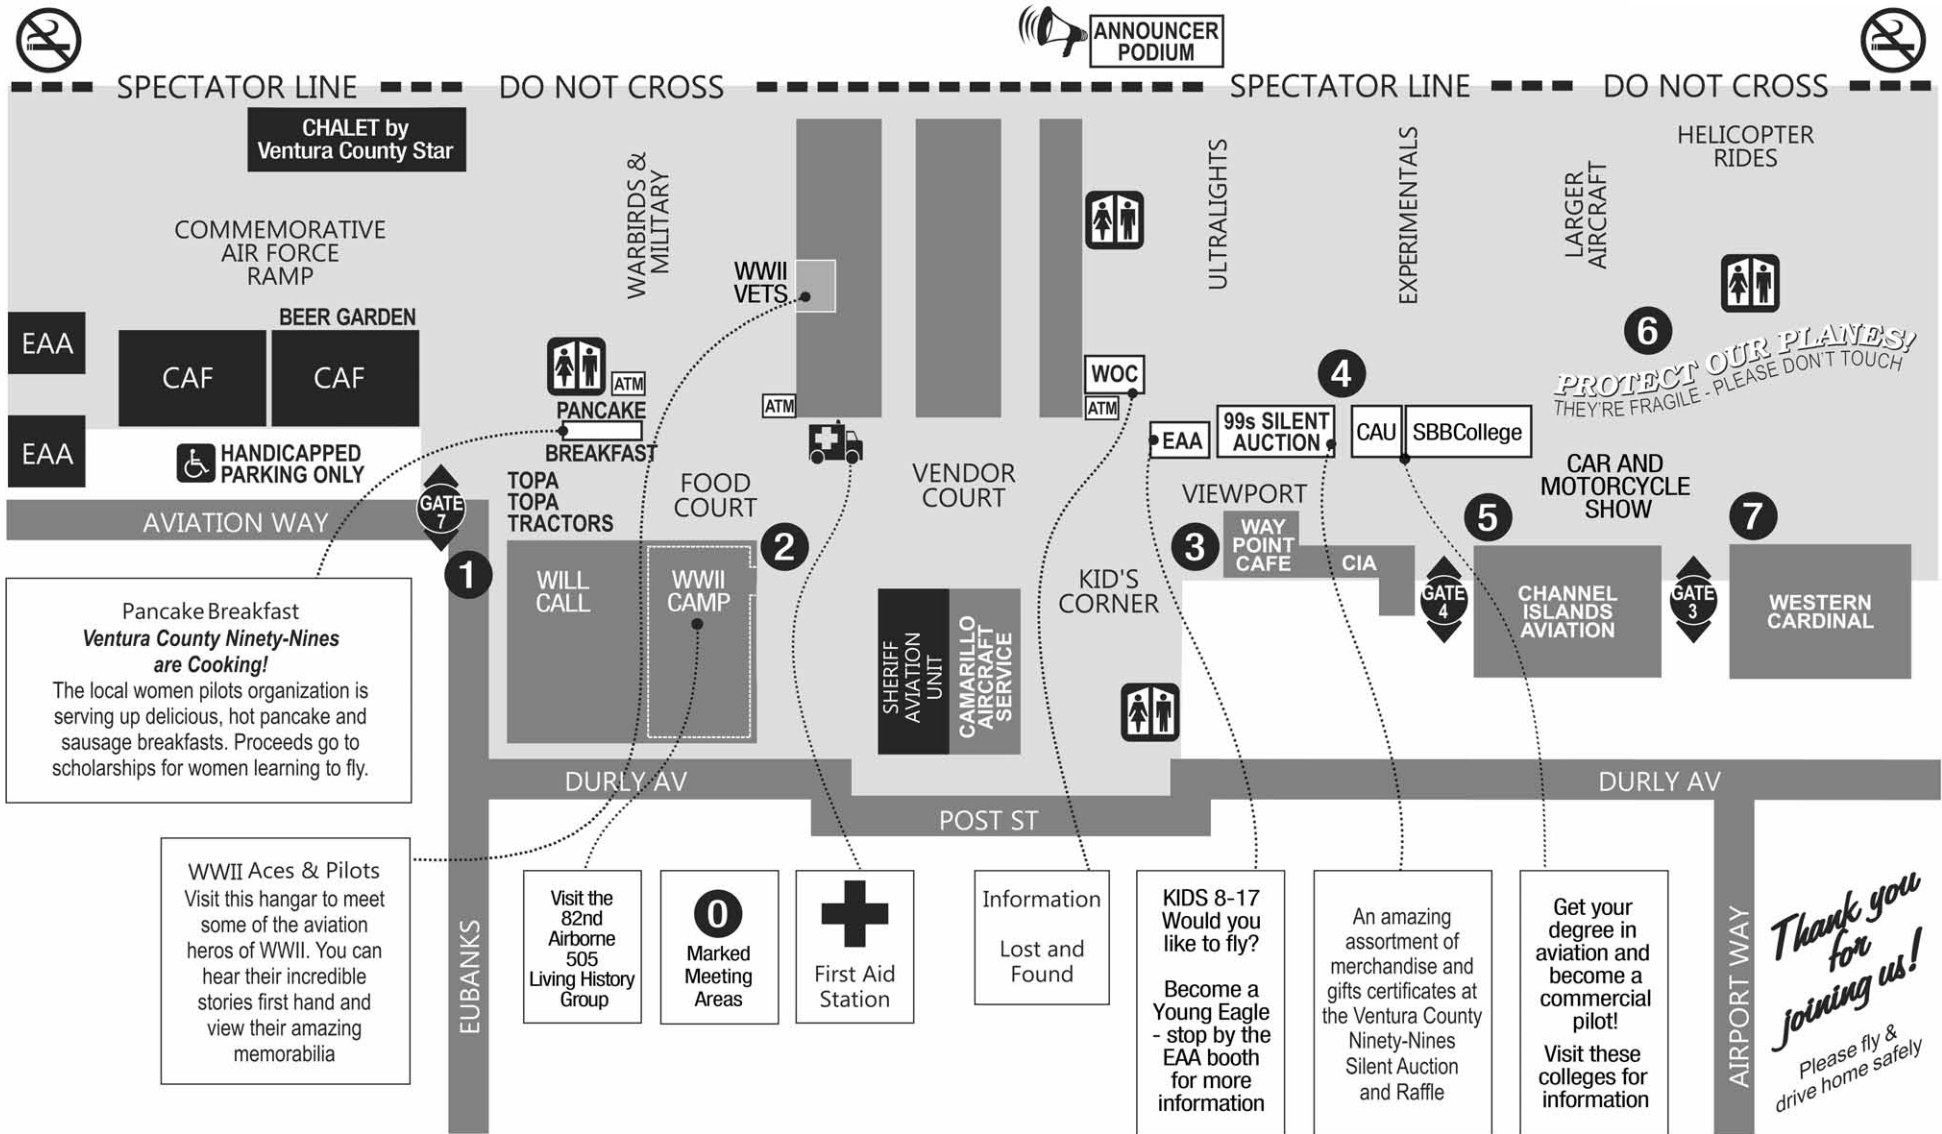 ANNOUNCER
PODIUM
SPECTATOR LINE
DO NOT CROSS
SPECTATOR LINE
DO NOT CROSS
CHALET by
Ventura County Star
COMMEMORATIVE
AIR FORCE
RAMP
WARBIRDS &
MILITARY
WWII
VETS
ULTRALIGHTS
EXPERIMENTALS
LARGER
AIRCRAFT
HELICOPTER
RIDES
EAA
EAA
BEER GARDEN
CAF
CAF
HANDICAPPED
PARKING ONLY
ATM
PANCAKE
BREAKFAST
ATM
WOC
ATM
EAA
99s SILENT
AUCTION
4
CAU
SBBCollege
6
PROTECT OUR PLANES!
THEY'RE FRAGILE - PLEASE DON'T TOUCH
CAR AND
MOTORCYCLE
SHOW
AVIATION WAY
GATE
7
1
TOPA
TOPA
TRACTORS
FOOD
COURT
2
VENDOR
COURT
VIEWPORT
3
WAY
POINT
CAFE
CIA
5
7
WILL
CALL
WWII
CAMP
KID'S
CORNER
GATE
4
CHANNEL
ISLANDS
AVIATION
GATE
3
WESTERN
CARDINAL
SHERIFF
AVIATION
UNIT
CAMARILLO
AIRCRAFT
SERVICE
DURLY AV
POST ST
DURLY AV
EUBANKS
AIRPORT WAY
Pancake Breakfast
Ventura County Ninety-Nines
are Cooking!
The local women pilots organization is
serving up delicious, hot pancake and
sausage breakfasts. Proceeds go to
scholarships for women learning to fly.
WWII Aces & Pilots
Visit this hangar to meet
some of the aviation
heros of WWII. You can
hear their incredible
stories first hand and
view their amazing
memorabilia
Visit the
82nd
Airborne
505
Living History
Group
0
Marked
Meeting
Areas
First Aid
Station
Information
Lost and
Found
KIDS 8-17
Would you
like to fly?
Become a
Young Eagle
- stop by the
EAA booth
for more
information
An amazing
assortment of
merchandise and
gifts certificates at
the Ventura County
Ninety-Nines
Silent Auction
and Raffle
Get your
degree in
aviation and
become a
commercial
pilot!
Visit these
colleges for
information
Thank you
for
joining us!
Please fly &
drive home safely